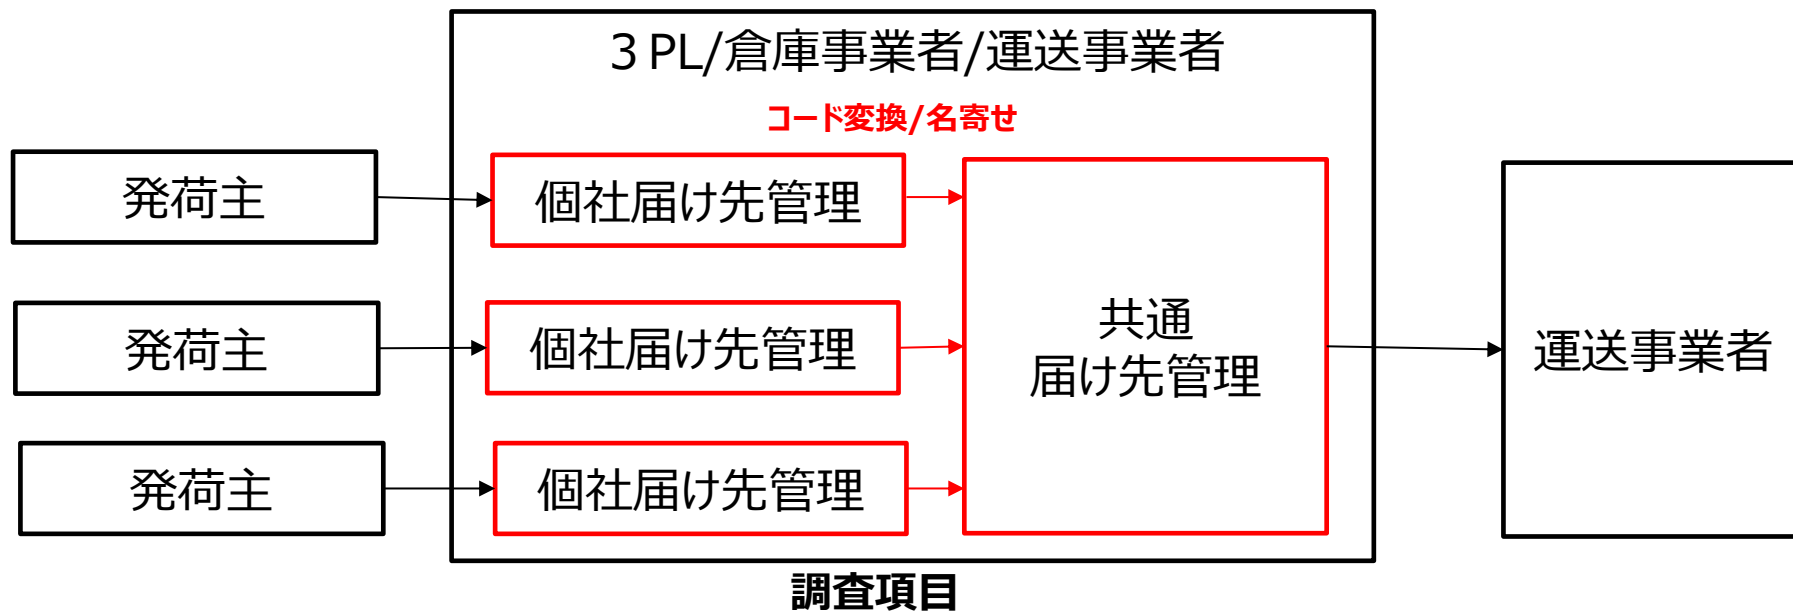 ３PL/倉庫事業者/運送事業者
コード変換/名寄せ
発荷主
個社届け先管理
発荷主
個社届け先管理
発荷主
個社届け先管理
共通
届け先管理
運送事業者
調査項目